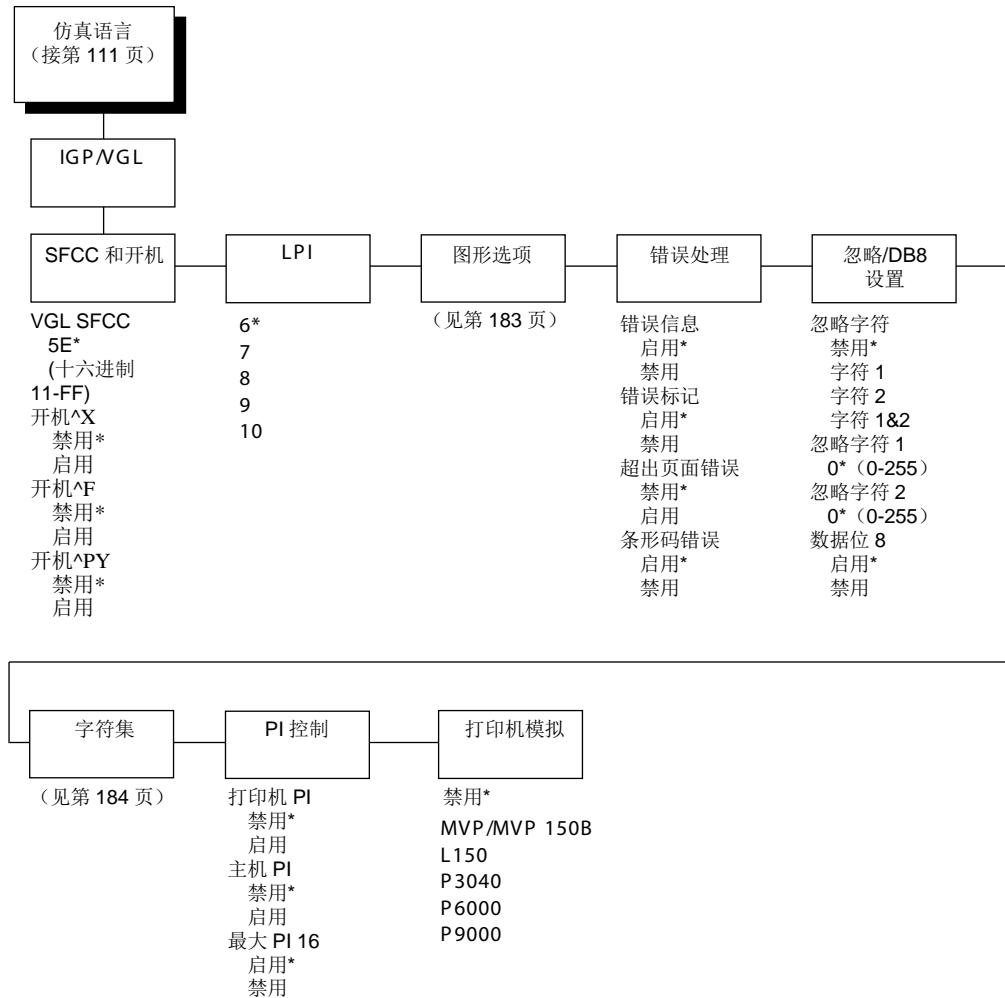 仿真语言
（接第 111 页）
IGP/VGL
SFCC 和开机
LPI
图形选项
错误处理
忽略/DB8
设置
VGL SFCC
5E*
(十六进制
11-FF)
开机^X
禁用*
启用
开机^F
禁用*
启用
开机^PY
禁用*
启用
6*
7
8
9
10
（见第 183 页）
错误信息
启用*
禁用
错误标记
启用*
禁用
超出页面错误
禁用*
启用
条形码错误
启用*
禁用
忽略字符
禁用*
字符 1
字符 2
字符 1&2
忽略字符 1
0*（0-255）
忽略字符 2
0*（0-255）
数据位 8
启用*
禁用
字符集
PI 控制
打印机模拟
（见第 184 页）
打印机 PI
禁用*
启用
主机 PI
禁用*
启用
最大 PI 16
启用*
禁用
禁用*
MVP/MVP 150B
L150
P3040
P6000
P9000